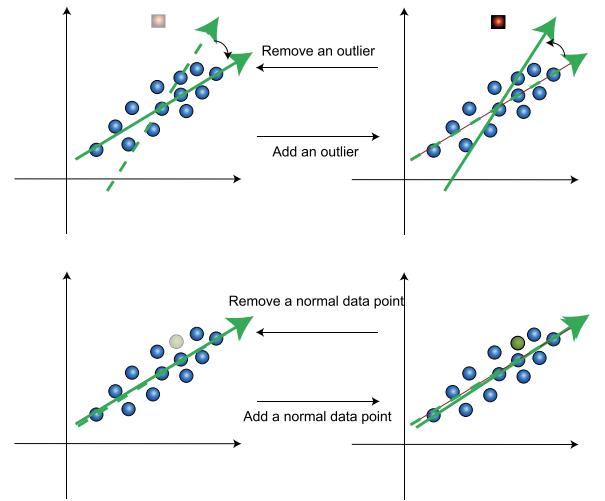 Remove an outlier
Add an outlier
Remove a normal data point
Add a normal data point